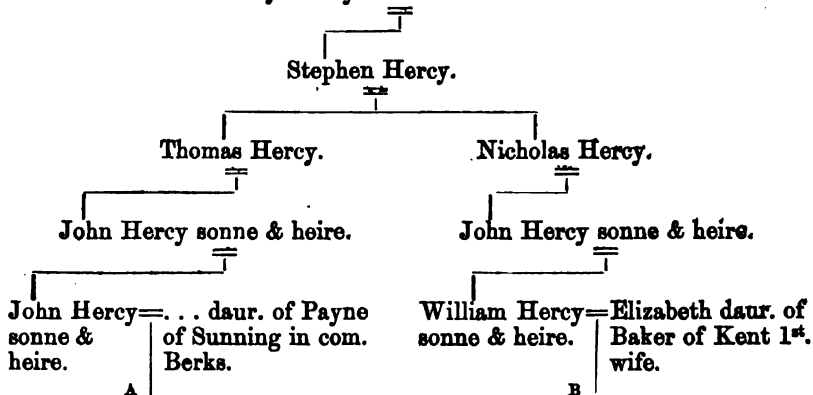 Stephen Hercy.
Thomas Hercy.
Nicholas Hercy.
John Hercy sonne & heire.
John Hercy sonne & heire.
John Hercy=... daur. of Payne
sonne & of Sunning in com.
heire. Berks.
A
William Hercy=Elizabeth daur. of
sonne & heire. Baker of Kent 1st.
wife.
B